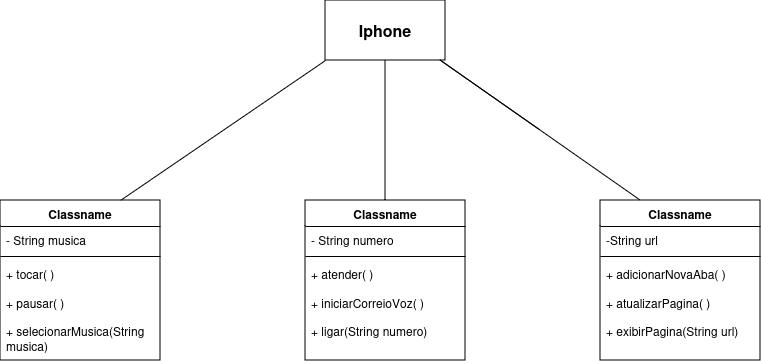 Iphone
Classname
- String musica
+ tocar( )
+ pausar( )
+ selecionarMusica(String
musica)
Classname
- String numero
+ atender( )
+ iniciarCorreioVoz( )
+ ligar(String numero)
Classname
-String url
+ adicionarNovaAba( )
+ atualizarPagina( )
+ exibirPagina(String url)